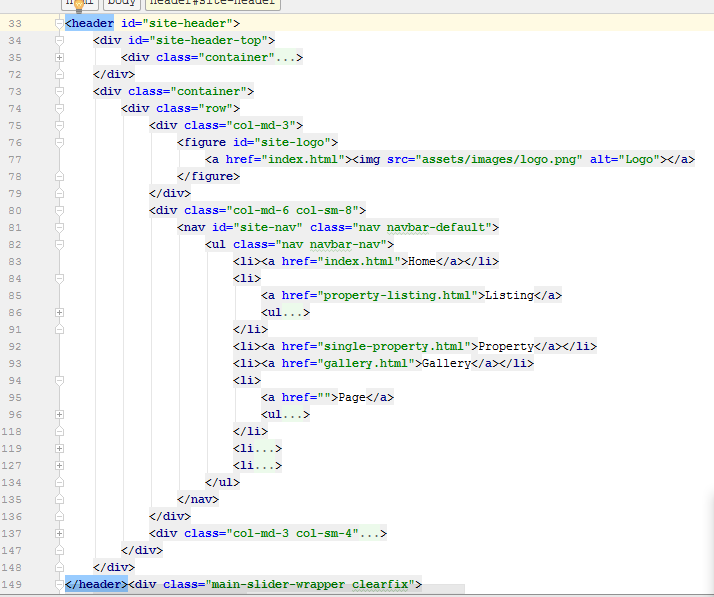 html body header#site-header
33 <header id="site-header">
34 <div id="site-header-top">
35 <div class="container"...>
72 </div>
73 <div class="container">
74 <div class="row">
75 <div class="col-md-3">
76 <figure id="site-logo">
77 <a href="index.html"><img src="assets/images/logo.png" alt="Logo"></a>
78 </figure>
79 </div>
80 <div class="col-md-6 col-sm-8">
81 <nav id="site-nav" class="nav navbar-default">
82 <ul class="nav navbar-nav">
83 <li><a href="index.html">Home</a></li>
84 <li>
85 <a href="property-listing.html">Listing</a>
86 <ul...>
91 </li>
92 <li><a href="single-property.html">Property</a></li>
93 <li><a href="gallery.html">Gallery</a></li>
94 <li>
95 <a href="">Page</a>
96 <ul...>
118 </li>
119 <li...>
127 <li...>
134 </ul>
135 </nav>
136 </div>
137 <div class="col-md-3 col-sm-4"...>
147 </div>
148 </div>
149 </header><div class="main-slider-wrapper clearfix">